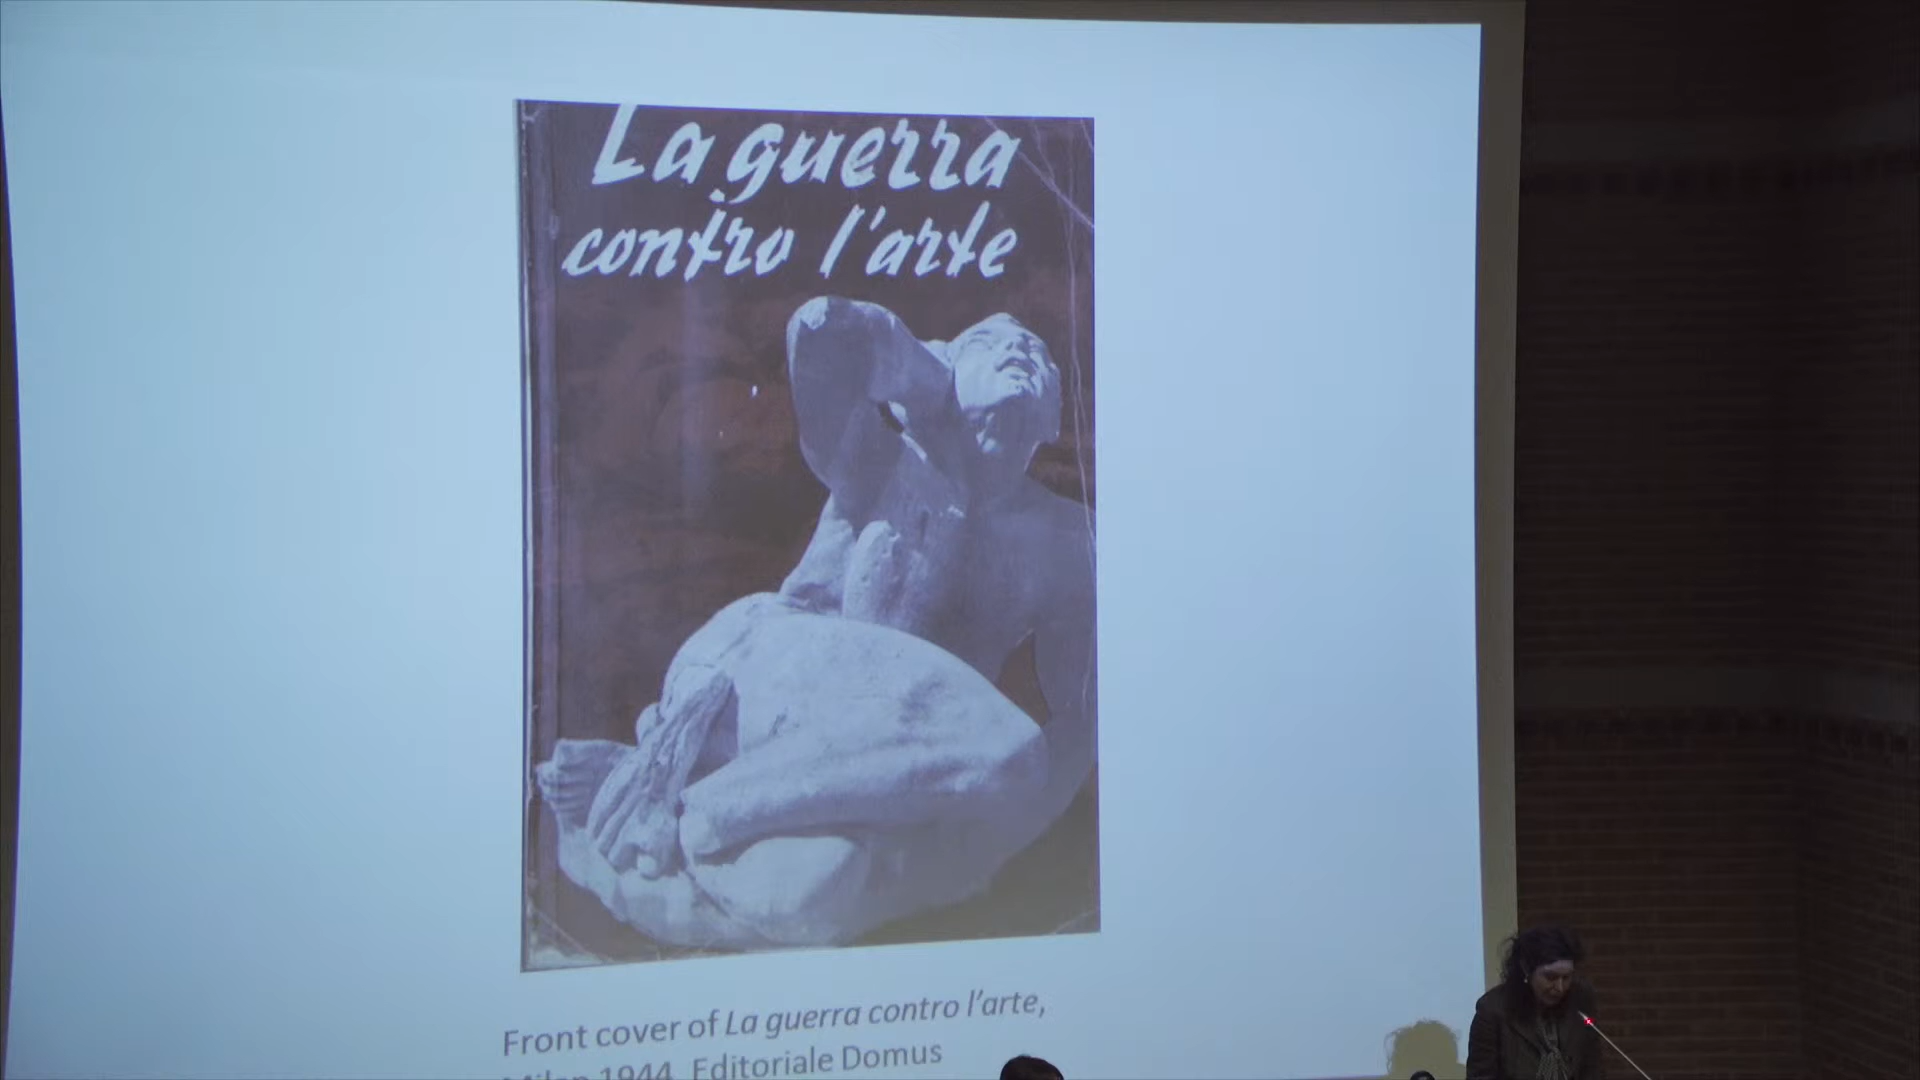 La guerra
contro l'arte
Front cover of La guerra contro l'arte,
Milan 1944, Editoriale Domus